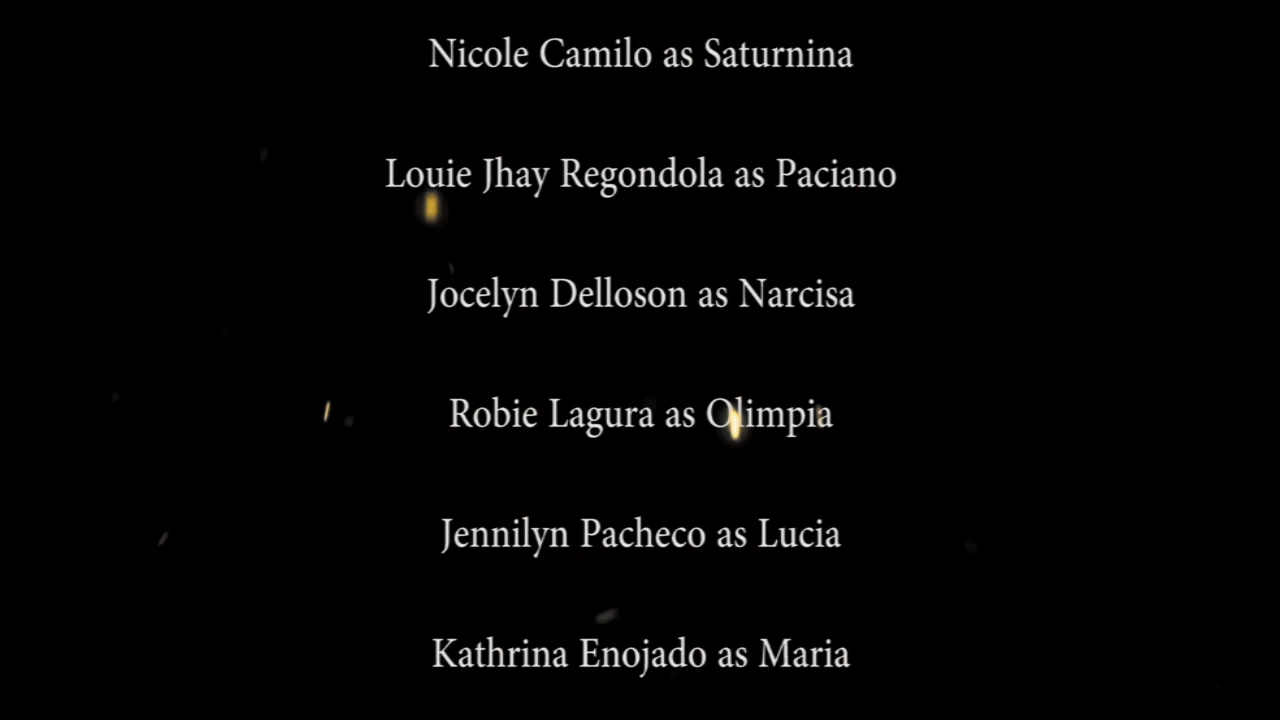 Nicole Camilo as Saturnina
Louie Jhay Regondola as Paciano
Jocelyn Delloson as Narcisa
Robie Lagura as Olimpia
Jennilyn Pacheco as Lucia
Kathrina Enojado as Maria